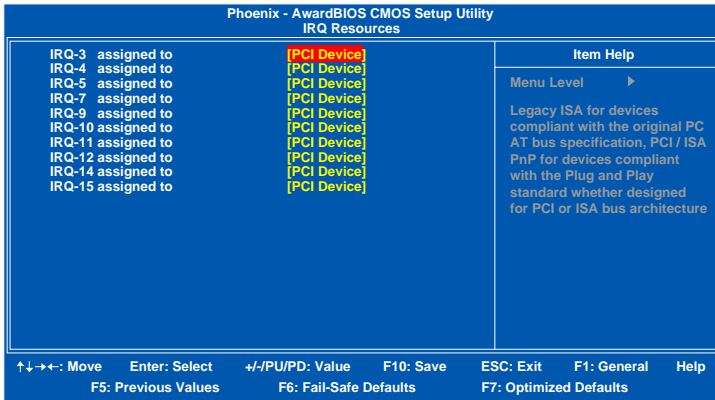 Phoenix - AwardBIOS CMOS Setup Utility
IRQ Resources
IRQ-3 assigned to [PCI Device]
IRQ-4 assigned to [PCI Device]
IRQ-5 assigned to [PCI Device]
IRQ-7 assigned to [PCI Device]
IRQ-9 assigned to [PCI Device]
IRQ-10 assigned to [PCI Device]
IRQ-11 assigned to [PCI Device]
IRQ-12 assigned to [PCI Device]
IRQ-14 assigned to [PCI Device]
IRQ-15 assigned to [PCI Device]
Item Help
Menu Level
Legacy ISA for devices
compliant with the original PC
AT bus specification, PCI / ISA
PnP for devices compliant
with the Plug and Play
standard whether designed
for PCI or ISA bus architecture
↑↓→←: Move Enter: Select +/-/PU/PD: Value F10: Save ESC: Exit F1: General Help
F5: Previous Values F6: Fail-Safe Defaults F7: Optimized Defaults